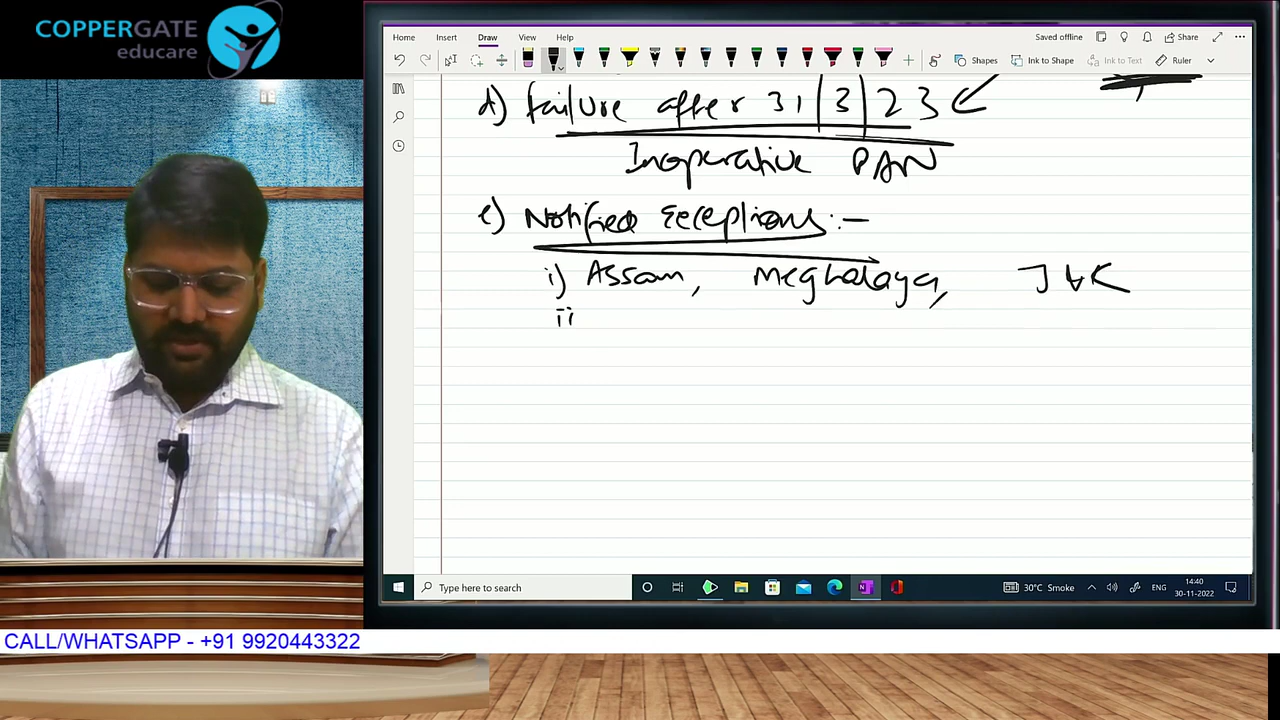 COPPERGATE
educare
Home Insert Draw View Help
Saved offline
Share
Shapes
Ink to Shape
Ink to Text
Ruler
d) Failure after 31|3|23
Inoperative PAN
e) Notified Exceptions :-
i) Assam, Meghalaya, J & K
ii
Type here to search
30°C Smoke
ENG
14:40
30-11-2022
CALL/WHATSAPP - +91 9920443322